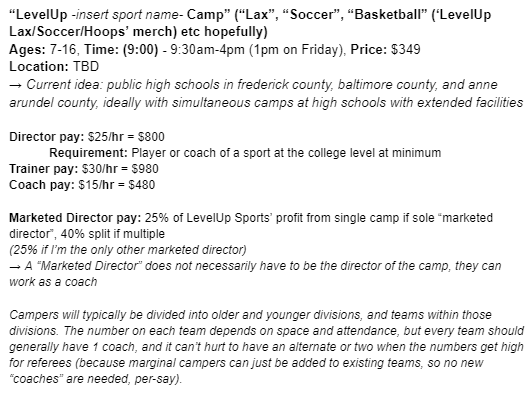 “LevelUp -insert sport name- Camp” (“Lax”, “Soccer”, “Basketball” (‘LevelUp
Lax/Soccer/Hoops’ merch) etc hopefully)
Ages: 7-16, Time: (9:00) - 9:30am-4pm (1pm on Friday), Price: $349
Location: TBD
→ Current idea: public high schools in frederick county, baltimore county, and anne
arundel county, ideally with simultaneous camps at high schools with extended facilities
Director pay: $25/hr = $800
Requirement: Player or coach of a sport at the college level at minimum
Trainer pay: $30/hr = $980
Coach pay: $15/hr = $480
Marketed Director pay: 25% of LevelUp Sports’ profit from single camp if sole “marketed
director”, 40% split if multiple
(25% if I’m the only other marketed director)
→ A “Marketed Director” does not necessarily have to be the director of the camp, they can
work as a coach
Campers will typically be divided into older and younger divisions, and teams within those
divisions. The number on each team depends on space and attendance, but every team should
generally have 1 coach, and it can’t hurt to have an alternate or two when the numbers get high
for referees (because marginal campers can just be added to existing teams, so no new
“coaches” are needed, per-say).